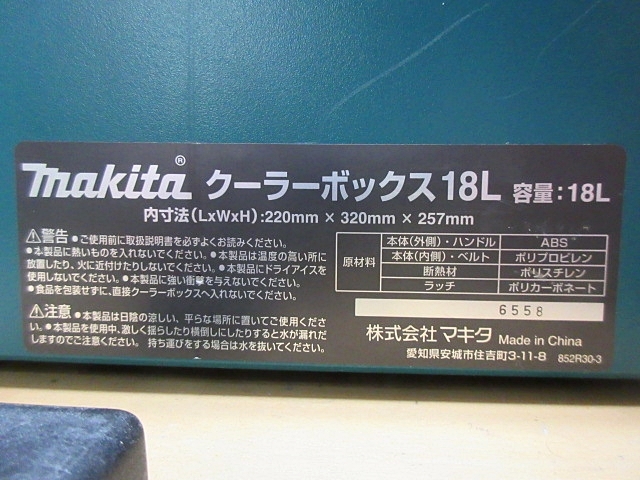 makita® クーラーボックス18L 容量:18L
内寸法(LxWxH):220mm × 320mm × 257mm
⚠警告 ●ご使用前に取扱説明書を必ずよくお読みください。
●本製品に熱いものを入れないでください。●本製品は温度の高い所に
放置したり、火に近付けたりしないでください。●本製品にドライアイスを
使用しないでください。●本製品に強い衝撃を与えないでください。
●食品を包装せずに、直接クーラーボックスへ入れないでください。
⚠注意 ●本製品は日陰の涼しい、平らな場所に置いてご使用くださ
い。●本製品を使用中、激しく揺らしたり横倒しにしたりすると水が漏れだ
しますのでご注意ください。 持ち運びをする場合は水を抜いてください。
原材料
本体(外側)・ハンドル ABS
本体(内側)・ベルト ポリプロピレン
断熱材 ポリスチレン
ラッチ ポリカーボネート
6558
株式会社マキタ Made in China
愛知県安城市住吉町3-11-8 852R30-3